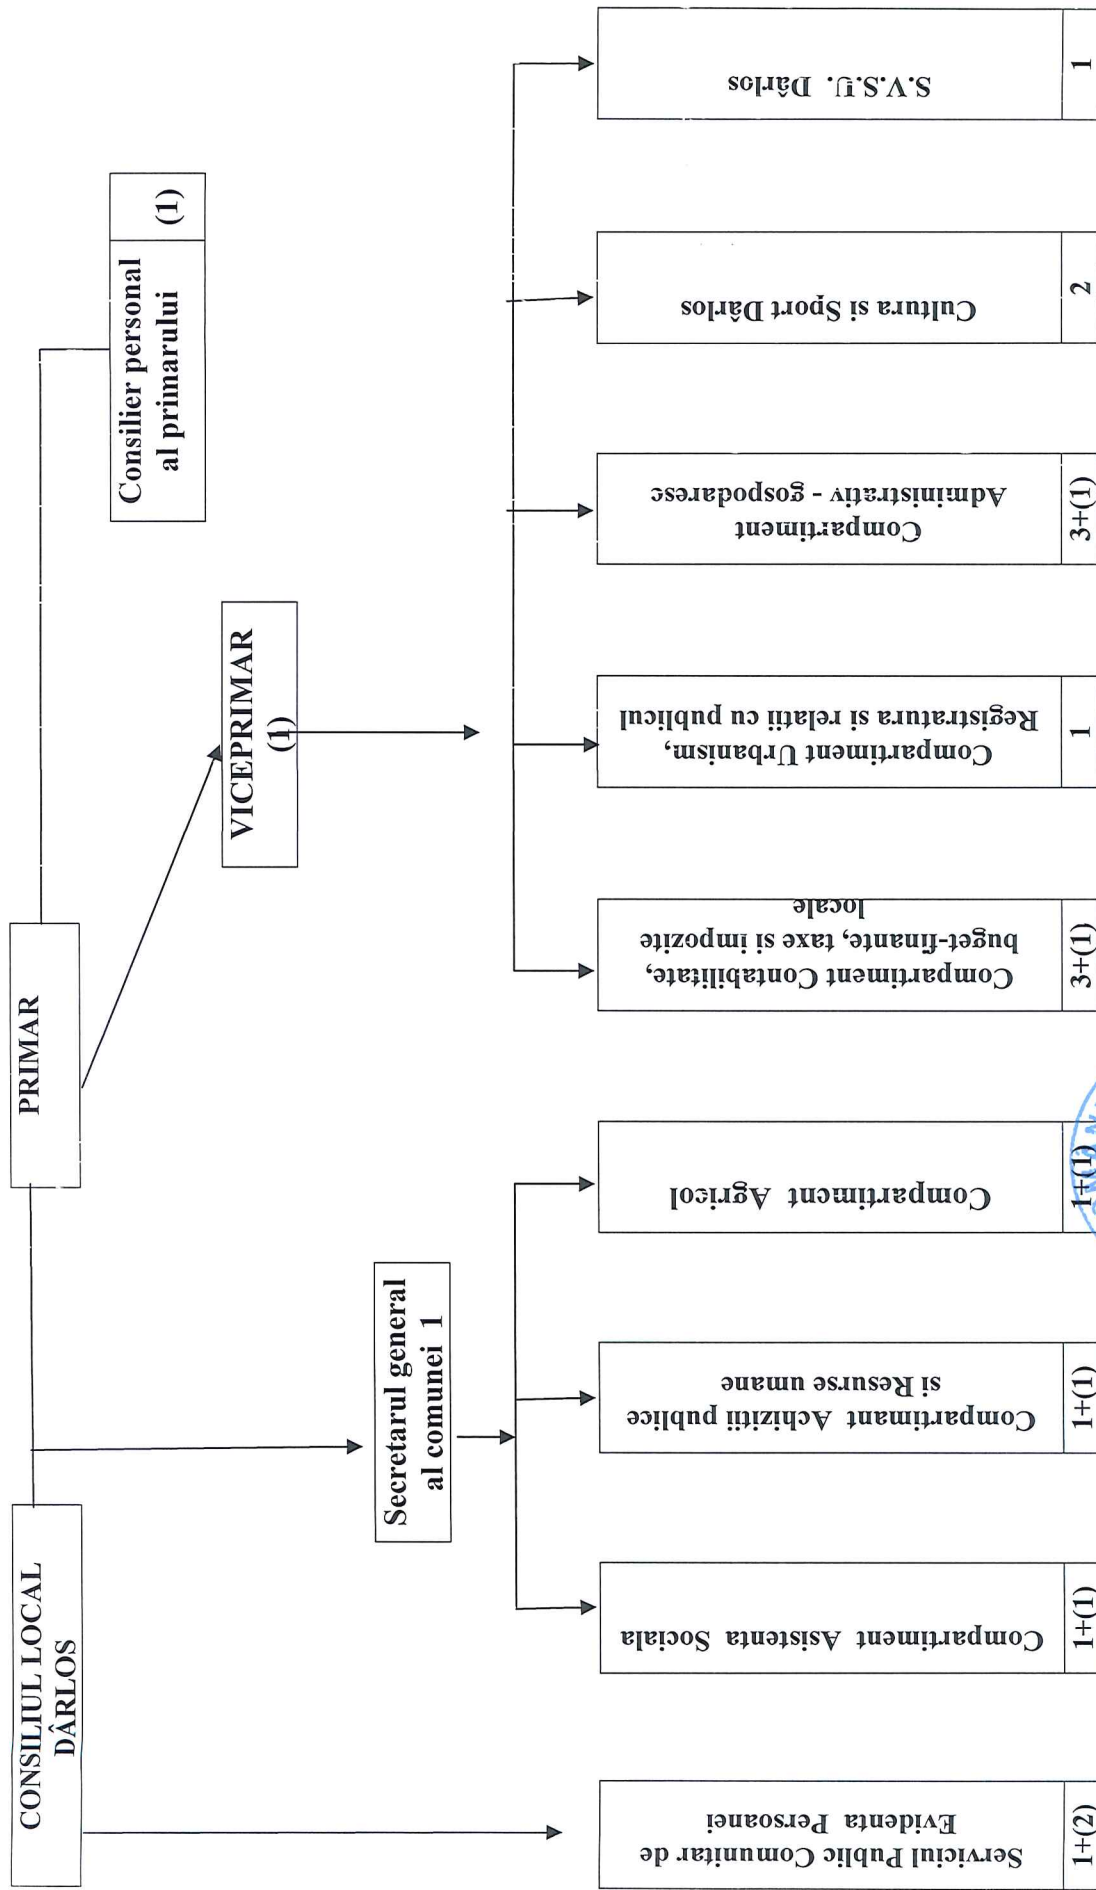 CONSILIUL LOCAL
DÂRLOS
PRIMAR
Consilier personal
al primarului
(1)
VICEPRIMAR
(1)
Secretarul general
al comunei 1
Serviciul Public Comunitar de
Evidenta Persoanei
1+(2)
Compartiment Asistenta Sociala
1+(1)
Compartimant Achizitii publice
si Resurse umane
1+(1)
Compartiment Agricol
1+(1)
Compartiment Contabilitate,
buget-finante, taxe si impozite
locale
3+(1)
Compartiment Urbanism,
Registratura si relatii cu publicul
1
Compartiment
Administrativ - gospodaresc
3+(1)
Cultura si Sport Dârlos
2
S.V.S.U. Dârlos
1